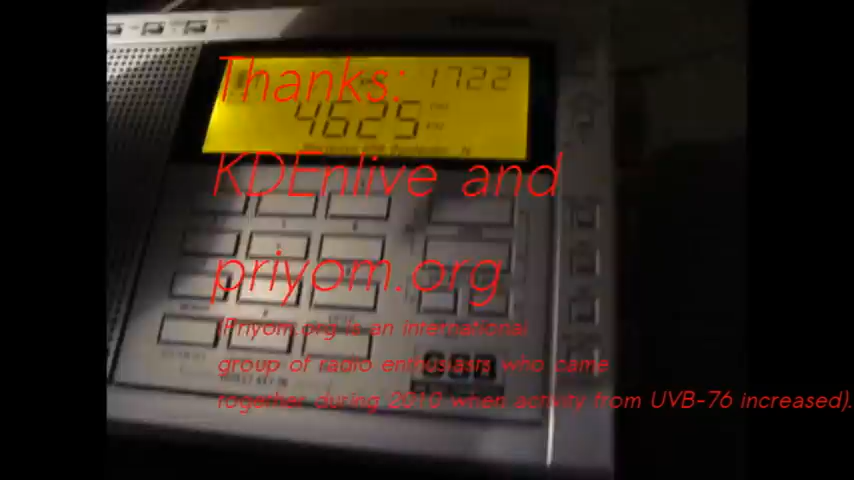 Thanks: 1722
4625
KDEnlive and
priyom.org
(Priyom.org is an international
group of radio enthusiasts who came
together during 2010 when activity from UVB-76 increased).
SSB